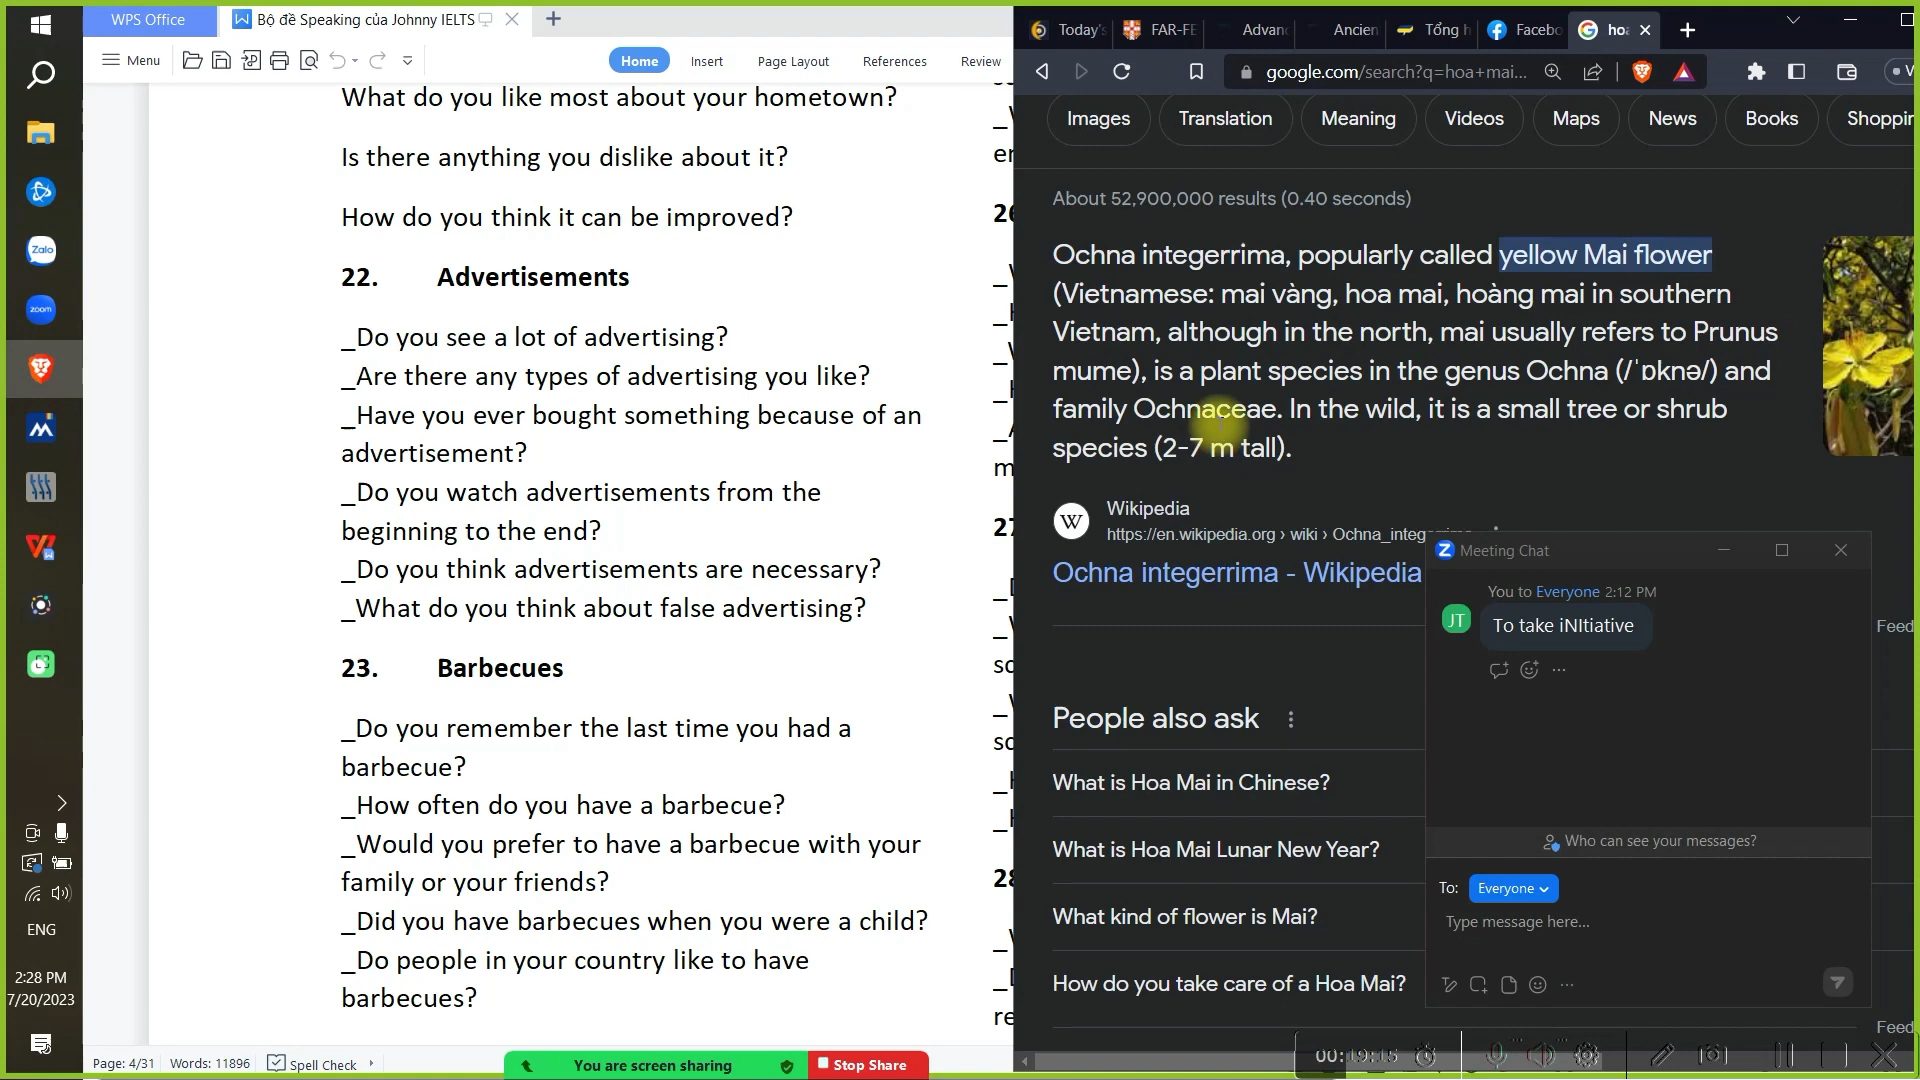 WPS Office
Bộ đề Speaking của Johnny IELTS
Menu
Home
Insert
Page Layout
References
Review
What do you like most about your hometown?
Is there anything you dislike about it?
How do you think it can be improved?
22. Advertisements
_Do you see a lot of advertising?
_Are there any types of advertising you like?
_Have you ever bought something because of an
advertisement?
_Do you watch advertisements from the
beginning to the end?
_Do you think advertisements are necessary?
_What do you think about false advertising?
23. Barbecues
_Do you remember the last time you had a
barbecue?
_How often do you have a barbecue?
_Would you prefer to have a barbecue with your
family or your friends?
_Did you have barbecues when you were a child?
_Do people in your country like to have
barbecues?
Page: 4/31 Words: 11896 Spell Check
You are screen sharing
Stop Share
Zalo
zoom
ENG
2:28 PM
7/20/2023
26
27
28
Today's
FAR-FE
Advanc
Ancien
Tổng h
Facebo
hoa
google.com/search?q=hoa+mai...
Images
Translation
Meaning
Videos
Maps
News
Books
Shoppin
About 52,900,000 results (0.40 seconds)
Ochna integerrima, popularly called yellow Mai flower
(Vietnamese: mai vàng, hoa mai, hoàng mai in southern
Vietnam, although in the north, mai usually refers to Prunus
mume), is a plant species in the genus Ochna (/ˈɒknə/) and
family Ochnaceae. In the wild, it is a small tree or shrub
species (2-7 m tall).
W
Wikipedia
https://en.wikipedia.org › wiki › Ochna_integ
Ochna integerrima - Wikipedia
Feed
People also ask
What is Hoa Mai in Chinese?
What is Hoa Mai Lunar New Year?
What kind of flower is Mai?
How do you take care of a Hoa Mai?
Feed
Meeting Chat
You to Everyone 2:12 PM
JT
To take iNItiative
Who can see your messages?
To: Everyone
Type message here...
00:19:15